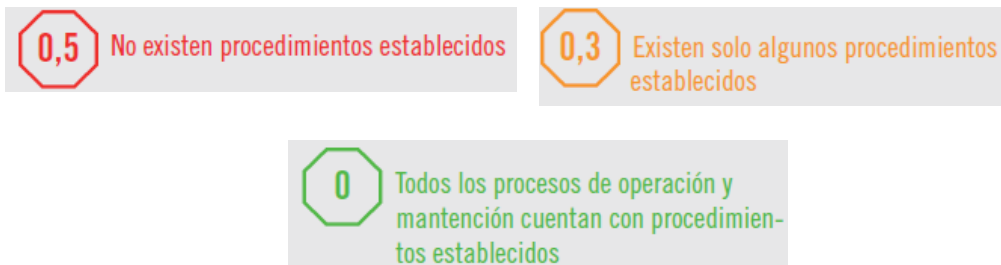 0,5
No existen procedimientos establecidos
0,3
Existen solo algunos procedimientos
establecidos
0
Todos los procesos de operación y
mantención cuentan con procedimien-
tos establecidos